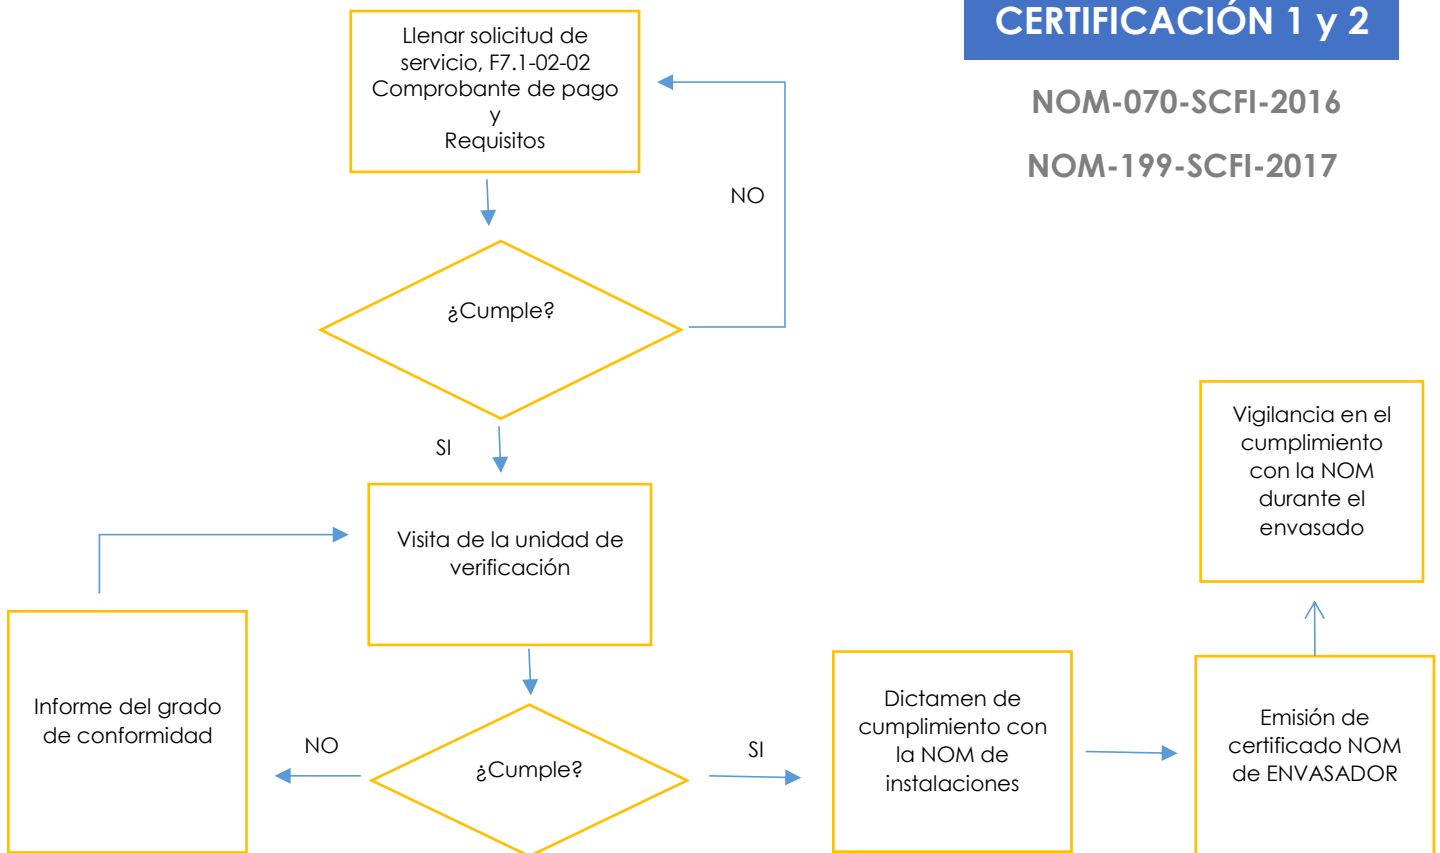 CERTIFICACIÓN 1 y 2
NOM-070-SCFI-2016
NOM-199-SCFI-2017
Llenar solicitud de
servicio, F7.1-02-02
Comprobante de pago
y
Requisitos
NO
¿Cumple?
SI
Visita de la unidad de
verificación
Informe del grado
de conformidad
NO
¿Cumple?
SI
Dictamen de
cumplimiento con
la NOM de
instalaciones
Emisión de
certificado NOM
de ENVASADOR
Vigilancia en el
cumplimiento
con la NOM
durante el
envasado